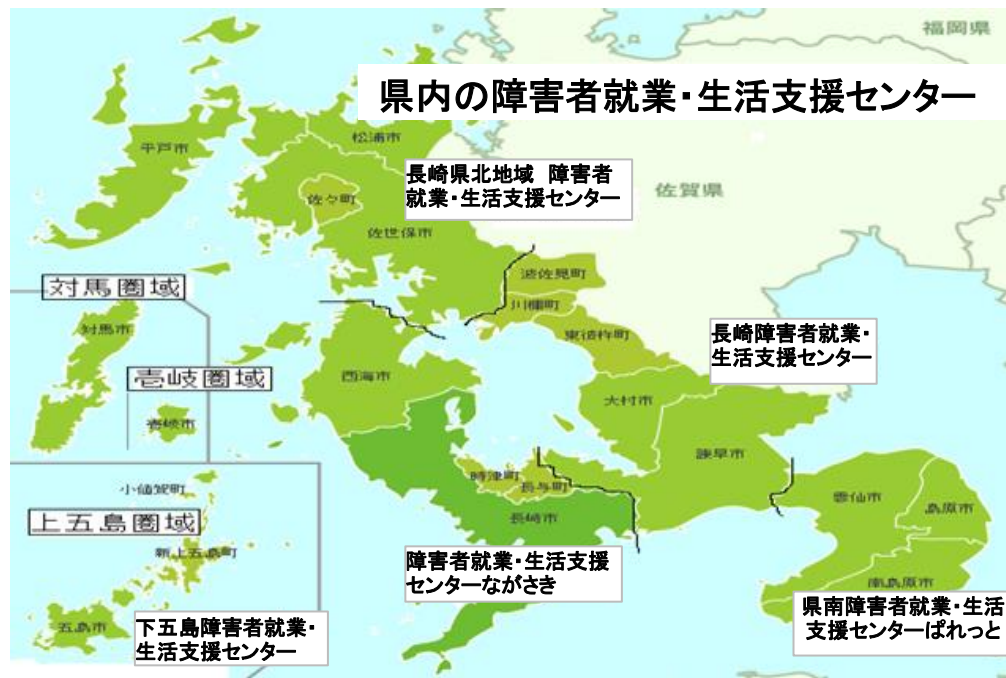 福岡県
県内の障害者就業・生活支援センター
松浦市
平戸市
長崎県北地域 障害者
就業・生活支援センター
佐賀県
佐々町
佐世保市
波佐見町
対馬圏域
川棚町
対馬市
東彼杵町
長崎障害者就業・
生活支援センター
壱岐圏域
西海市
大村市
壱岐市
諫早市
時津町
長与町
小値賀町
雲仙市
島原市
上五島圏域
長崎市
新上五島町
障害者就業・生活支援
センターながさき
南島原市
県南障害者就業・生活
支援センターぱれっと
五島市
下五島障害者就業・
生活支援センター